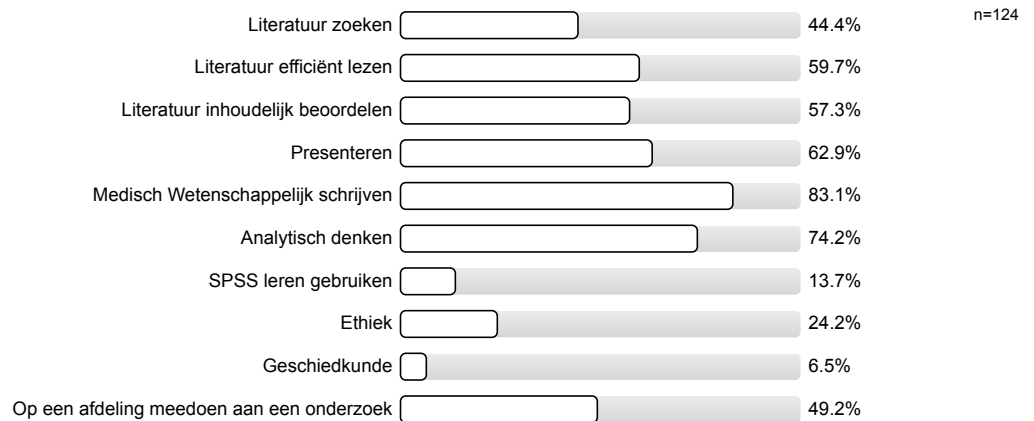 Literatuur zoeken 44.4% n=124
Literatuur efficiënt lezen 59.7%
Literatuur inhoudelijk beoordelen 57.3%
Presenteren 62.9%
Medisch Wetenschappelijk schrijven 83.1%
Analytisch denken 74.2%
SPSS leren gebruiken 13.7%
Ethiek 24.2%
Geschiedkunde 6.5%
Op een afdeling meedoen aan een onderzoek 49.2%